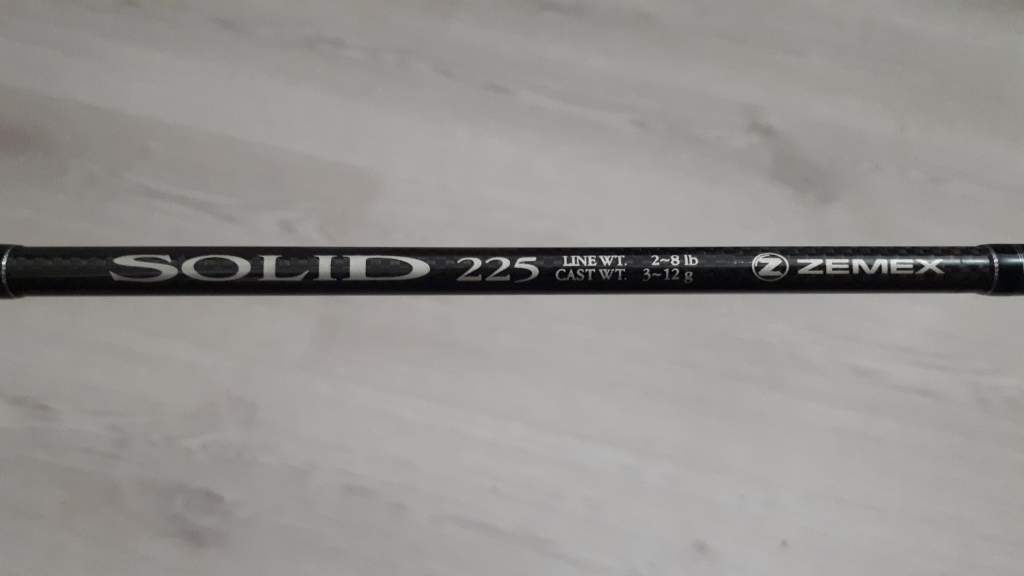 SOLID 225 LINE WT. 2~8 lb
CAST WT. 3~12 g
Z ZEMEX